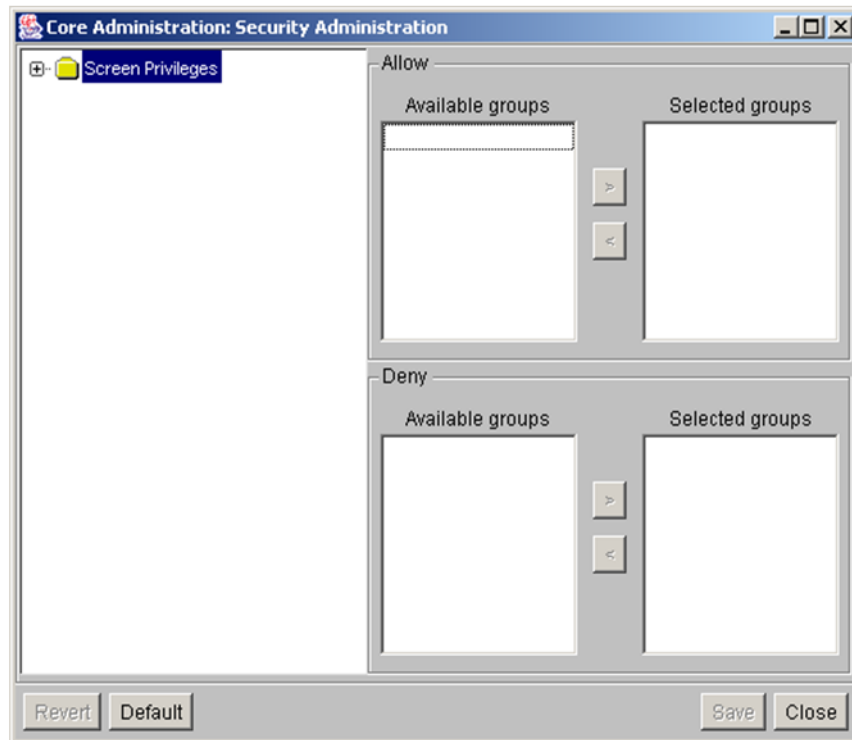 Core Administration: Security Administration
Screen Privileges
Allow
Available groups
Selected groups
>
<
Deny
Available groups
Selected groups
>
<
Revert
Default
Save
Close